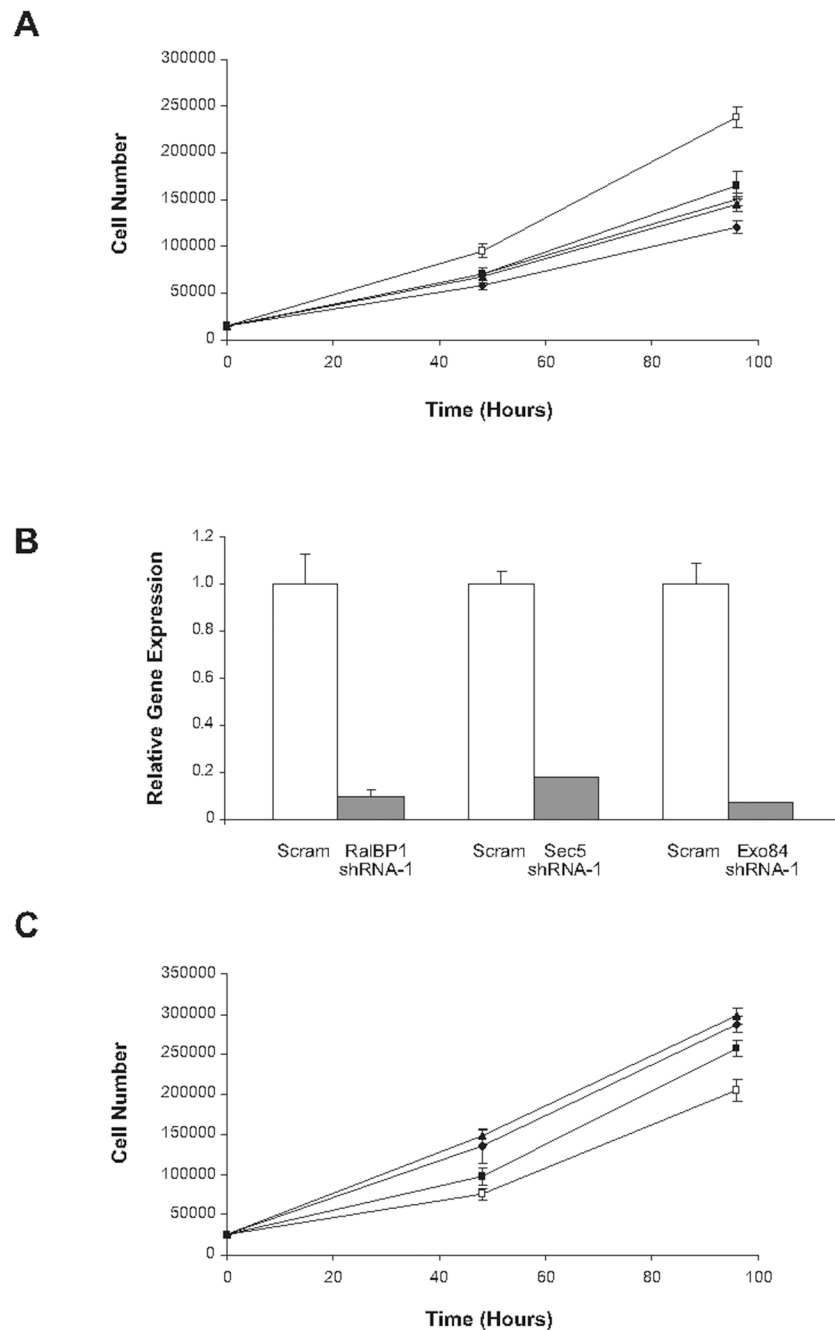 A
300000
250000
200000
150000
100000
50000
0
Cell Number
0 20 40 60 80 100
Time (Hours)
B
1.2
1.0
0.8
0.6
0.4
0.2
0
Relative Gene Expression
Scram RalBP1 Scram Sec5 Scram Exo84
shRNA-1 shRNA-1 shRNA-1
C
350000
300000
250000
200000
150000
100000
50000
0
Cell Number
0 20 40 60 80 100
Time (Hours)